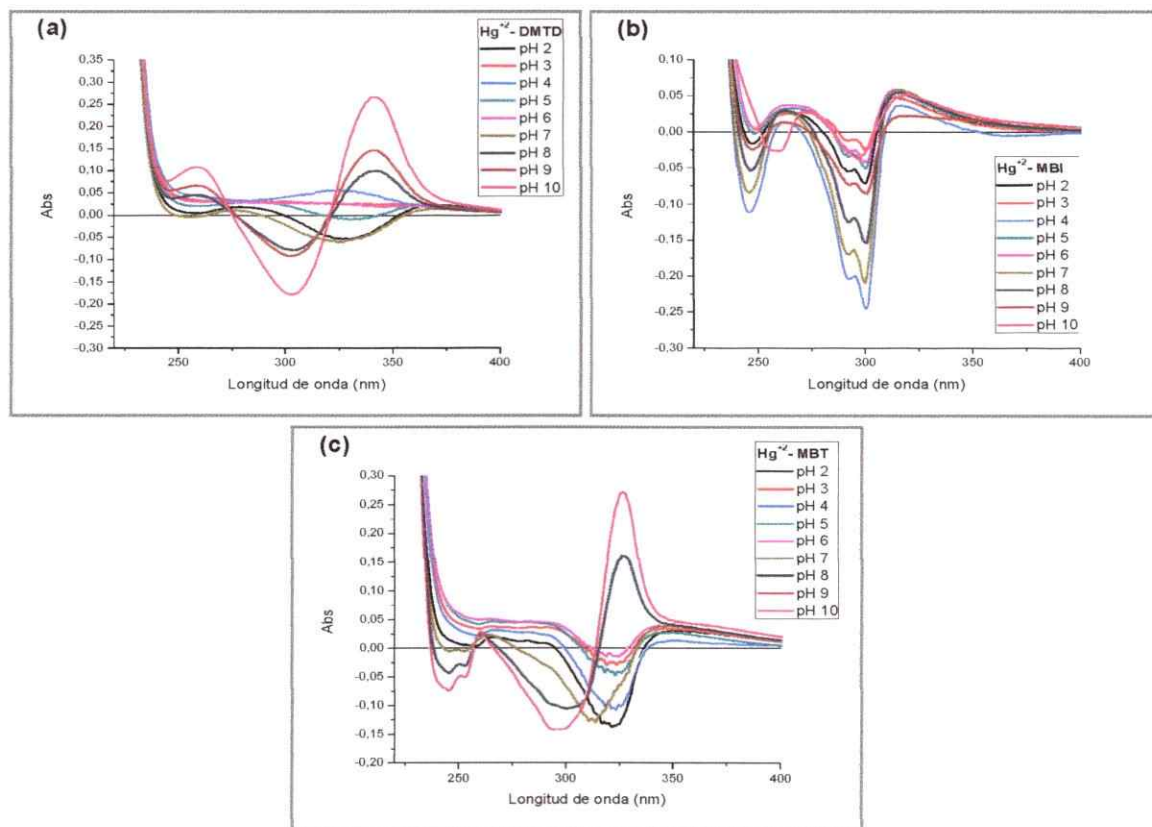 (a)
Hg⁺²- DMTD
pH 2
pH 3
pH 4
pH 5
pH 6
pH 7
pH 8
pH 9
pH 10
0,35
0,30
0,25
0,20
0,15
0,10
0,05
0,00
-0,05
-0,10
-0,15
-0,20
-0,25
-0,30
Abs
250
300
350
400
Longitud de onda (nm)
(b)
0,10
0,05
0,00
-0,05
-0,10
-0,15
-0,20
-0,25
-0,30
Abs
Hg⁺²- MBI
pH 2
pH 3
pH 4
pH 5
pH 6
pH 7
pH 8
pH 9
pH 10
250
300
350
400
Longitud de onda (nm)
(c)
Hg⁺²- MBT
pH 2
pH 3
pH 4
pH 5
pH 6
pH 7
pH 8
pH 9
pH 10
0,30
0,25
0,20
0,15
0,10
0,05
0,00
-0,05
-0,10
-0,15
-0,20
Abs
250
300
350
400
Longitud de onda (nm)